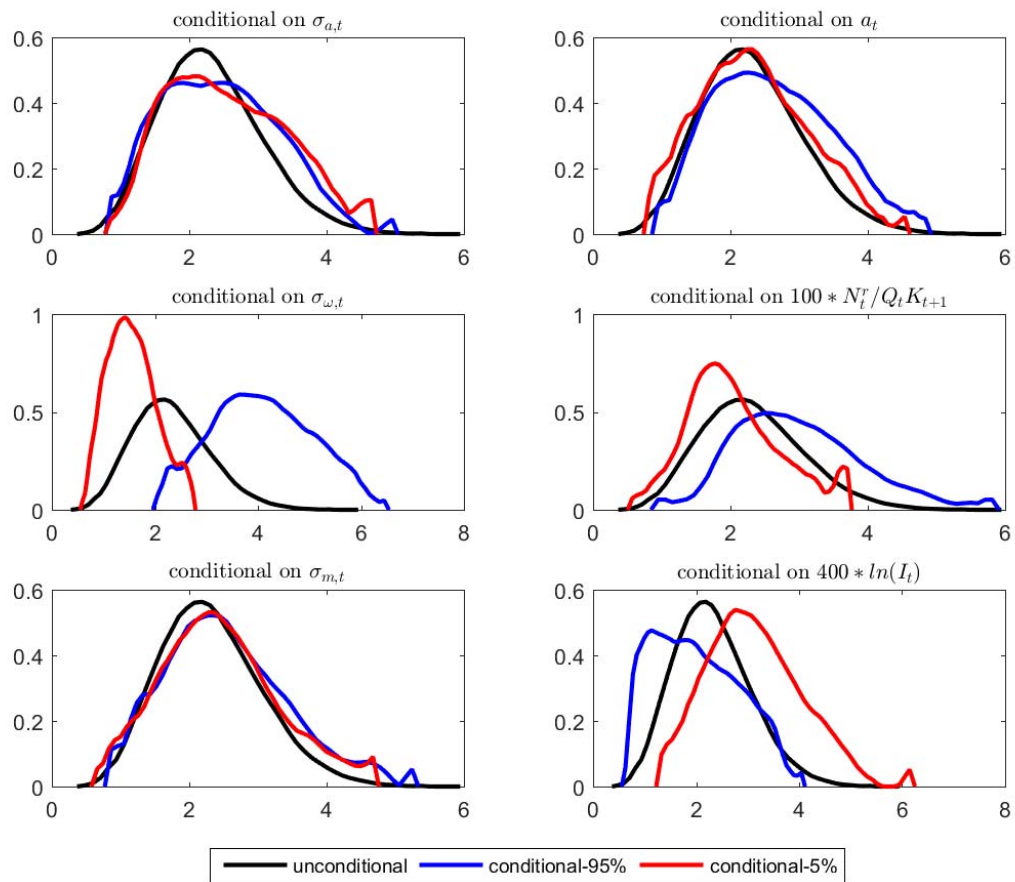 conditional on σ_{a,t}
0.6
0.4
0.2
0
0 2 4 6
conditional on a_t
0.6
0.4
0.2
0
0 2 4 6
conditional on σ_{ω,t}
1
0.5
0
0 2 4 6 8
conditional on 100 * N_t^r/Q_tK_{t+1}
1
0.5
0
0 2 4 6
conditional on σ_{m,t}
0.6
0.4
0.2
0
0 2 4 6
conditional on 400 * ln(I_t)
0.6
0.4
0.2
0
0 2 4 6 8
unconditional conditional-95% conditional-5%